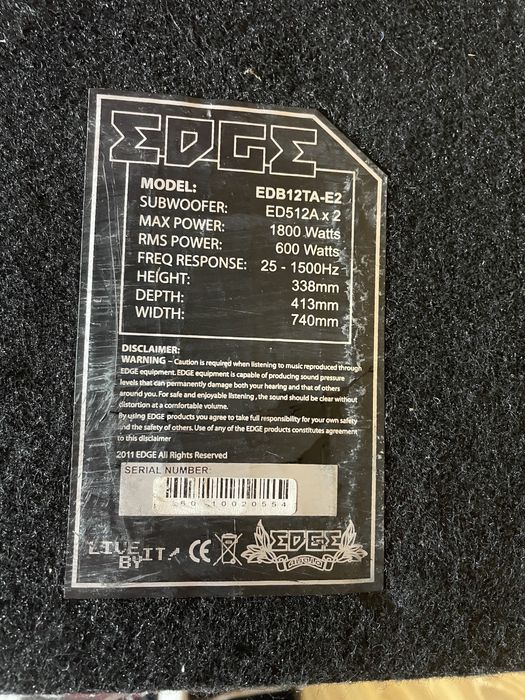 EDGE
MODEL: EDB12TA-E2
SUBWOOFER: ED512A x 2
MAX POWER: 1800 Watts
RMS POWER: 600 Watts
FREQ RESPONSE: 25 - 1500Hz
HEIGHT: 338mm
DEPTH: 413mm
WIDTH: 740mm
DISCLAIMER:
WARNING – Caution is required when listening to music reproduced through
EDGE equipment. EDGE equipment is capable of producing sound pressure
levels that can permanently damage both your hearing and that of others
around you. For safe and enjoyable listening , the sound should be clear without
distortion at a comfortable volume.
By using EDGE products you agree to take full responsibility for your own safety
and the safety of others. Use of any of the EDGE products constitutes agreement
to this disclaimer
2011 EDGE All Rights Reserved
SERIAL NUMBER:
10020554
LIVE IT
BY
CE
EDGE